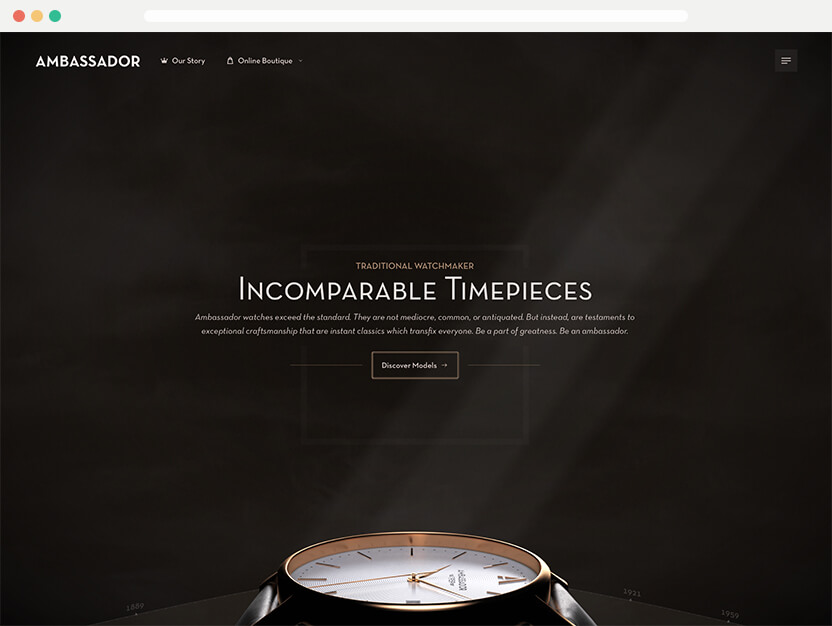 AMBASSADOR
Our Story
Online Boutique
TRADITIONAL WATCHMAKER
INCOMPARABLE TIMEPIECES
Ambassador watches exceed the standard. They are not mediocre, common, or antiquated. But instead, are testaments to
exceptional craftsmanship that are instant classics which transfix everyone. Be a part of greatness. Be an ambassador.
Discover Models →
1889
1921
1959